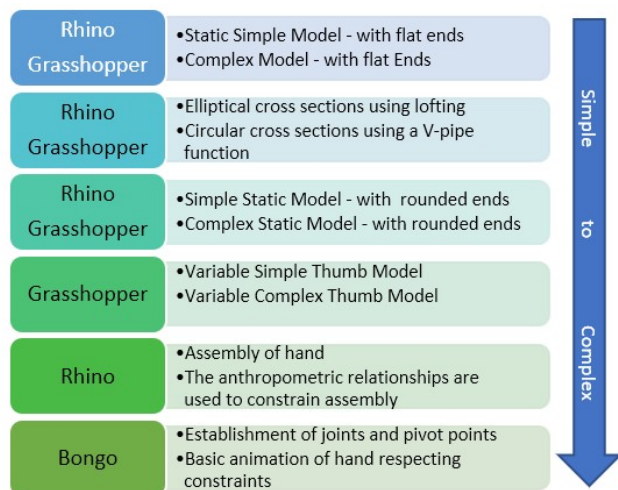 Rhino
Grasshopper
•Static Simple Model - with flat ends
•Complex Model - with flat Ends
Rhino
Grasshopper
•Elliptical cross sections using lofting
•Circular cross sections using a V-pipe
function
Rhino
Grasshopper
•Simple Static Model - with  rounded ends
•Complex Static Model - with rounded ends
Grasshopper
•Variable Simple Thumb Model
•Variable Complex Thumb Model
Rhino
•Assembly of hand
•The anthropometric relationships are
used to constrain assembly
Bongo
•Establishment of joints and pivot points
•Basic animation of hand respecting
constraints
Simple to Complex